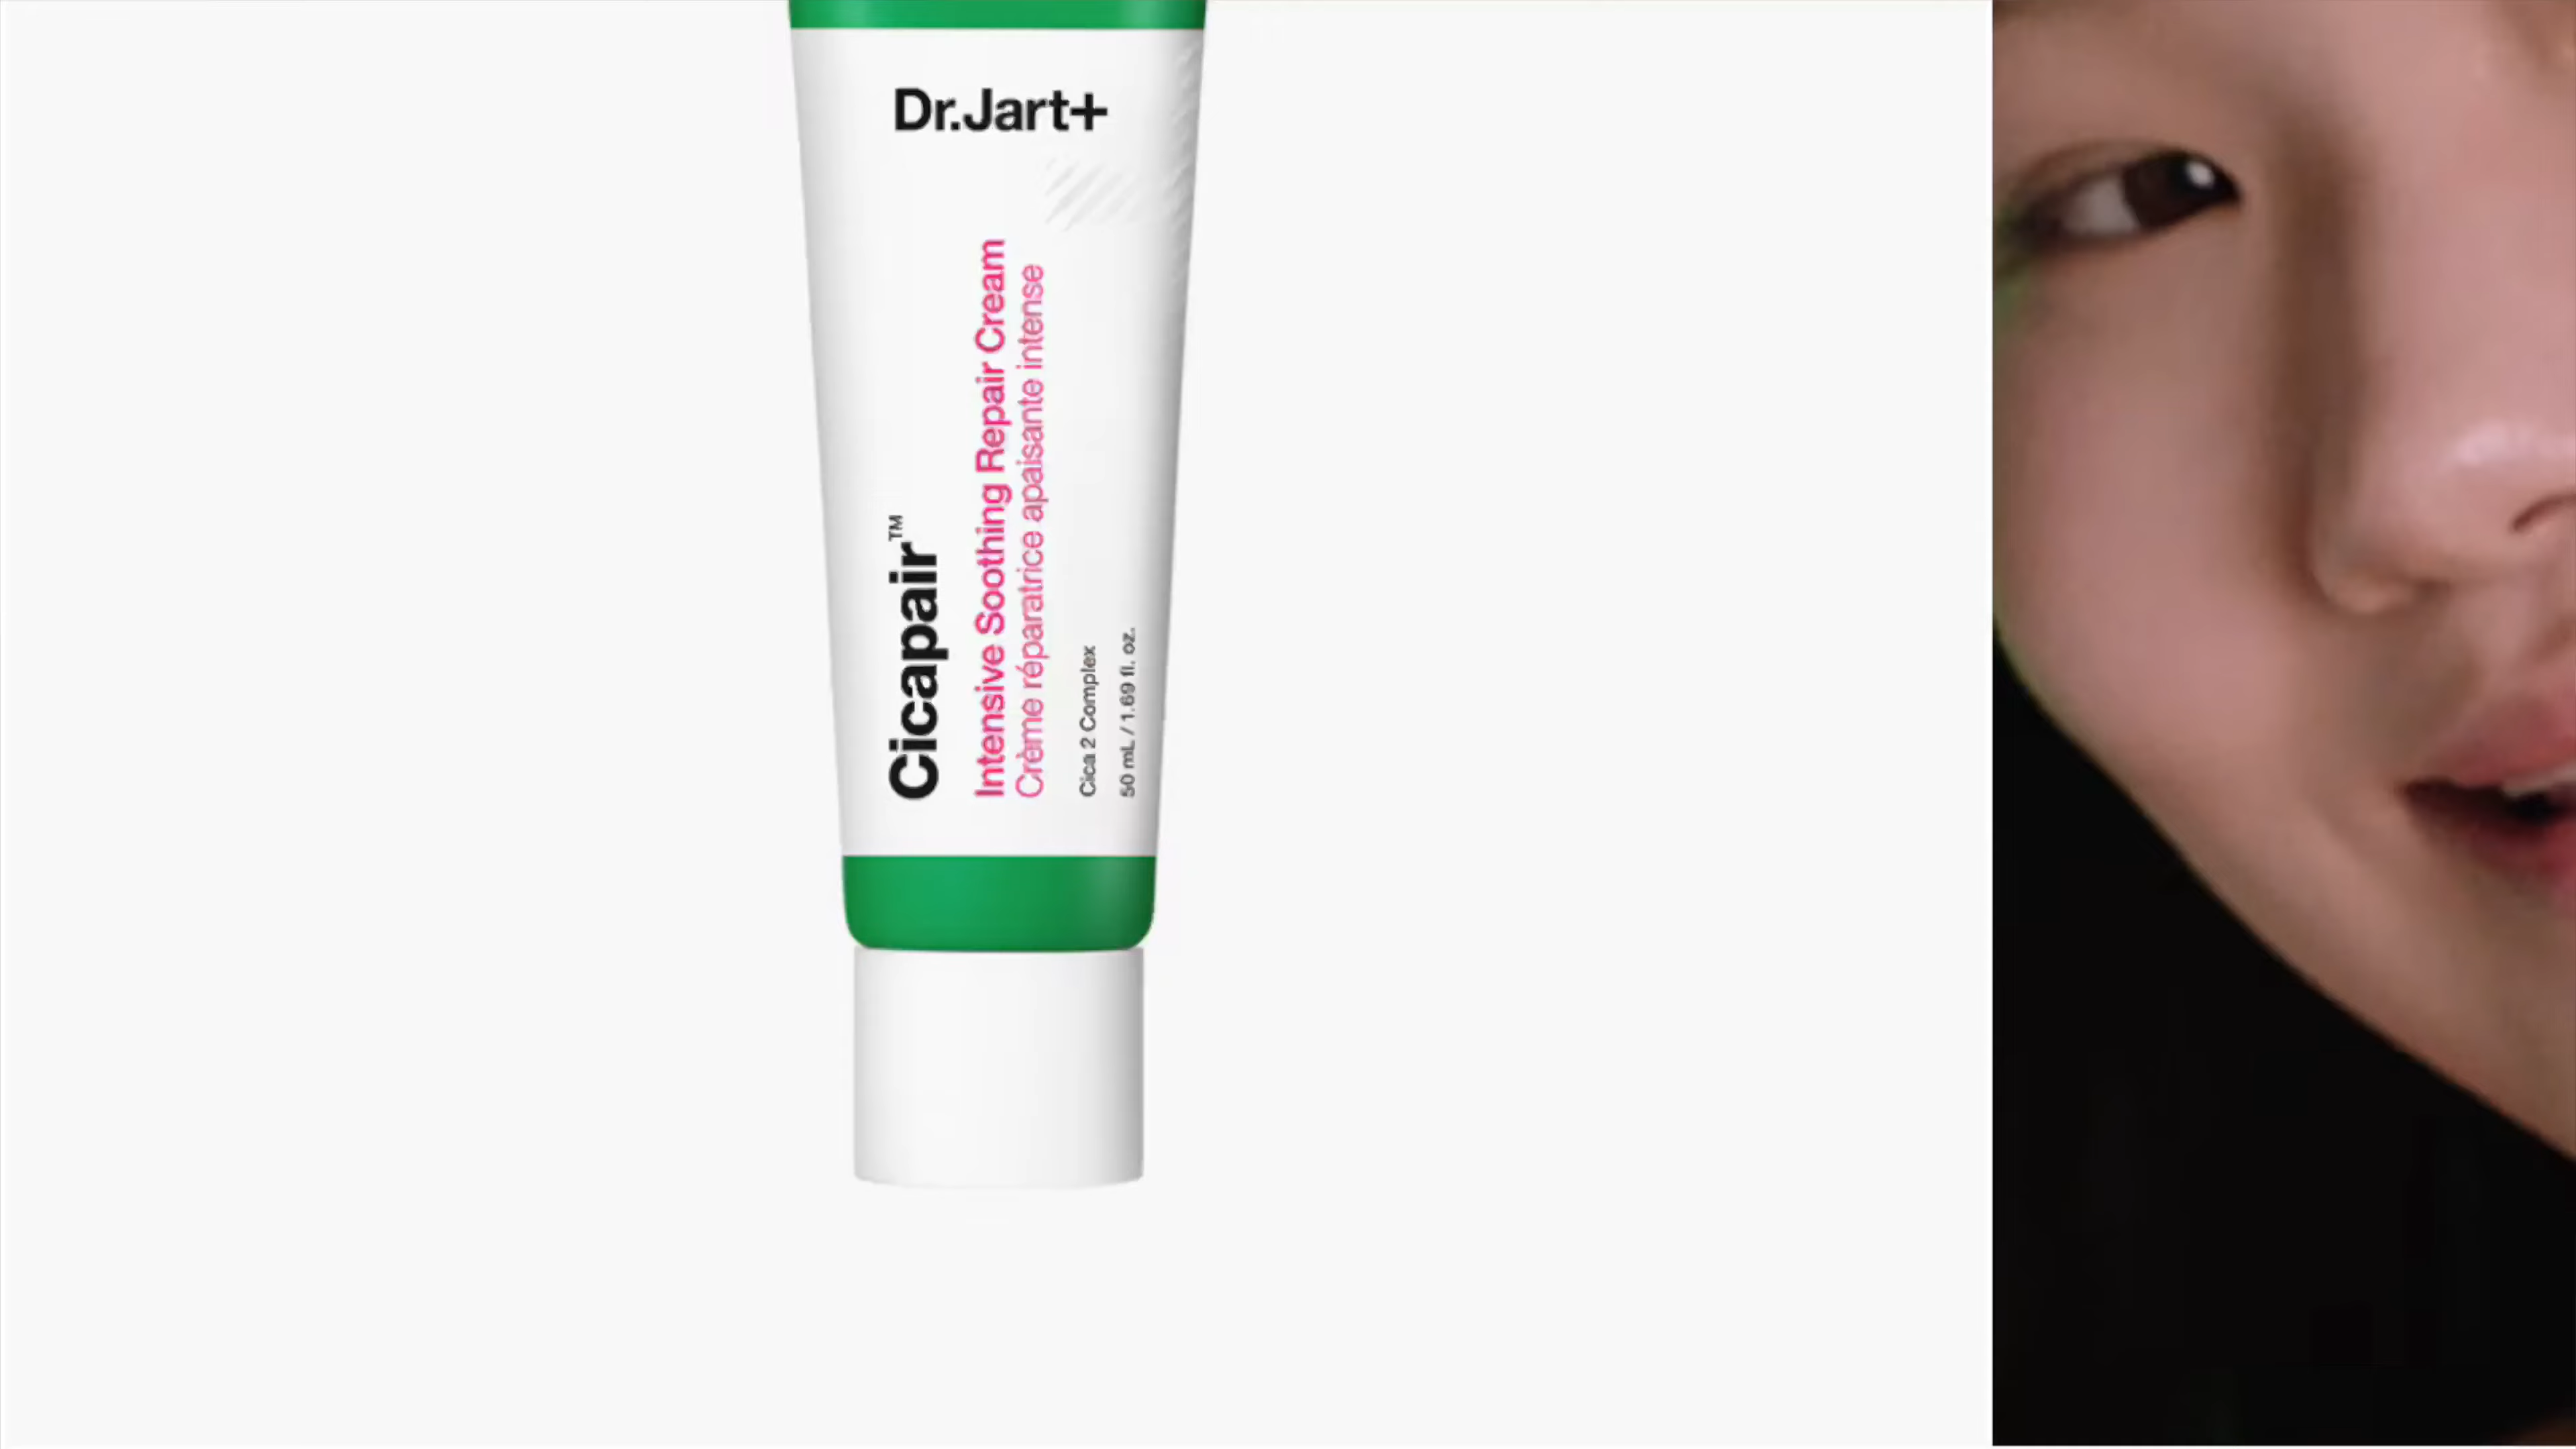 Dr.Jart+
Cicapair™
Intensive Soothing Repair Cream
Crème réparatrice apaisante intense
Cica 2 Complex
50 mL / 1.69 fl. oz.